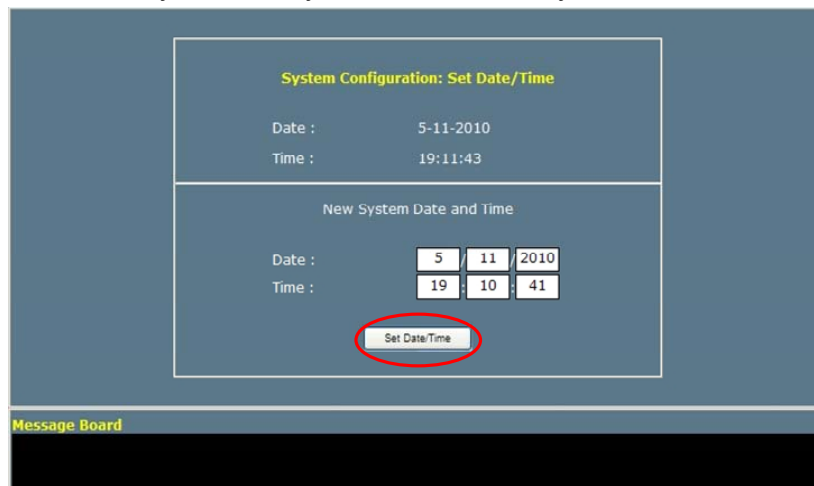 System Configuration: Set Date/Time
Date : 5-11-2010
Time : 19:11:43
New System Date and Time
Date : 5 / 11 / 2010
Time : 19 : 10 : 41
Set Date/Time
Message Board